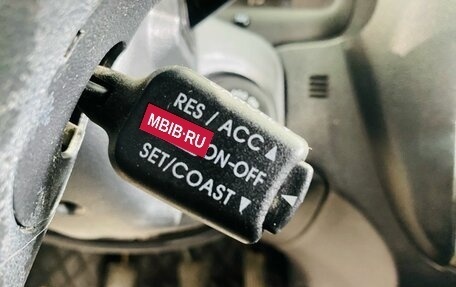 RES / ACC ▲
MBIB·RU
ON-OFF
SET/COAST ▼